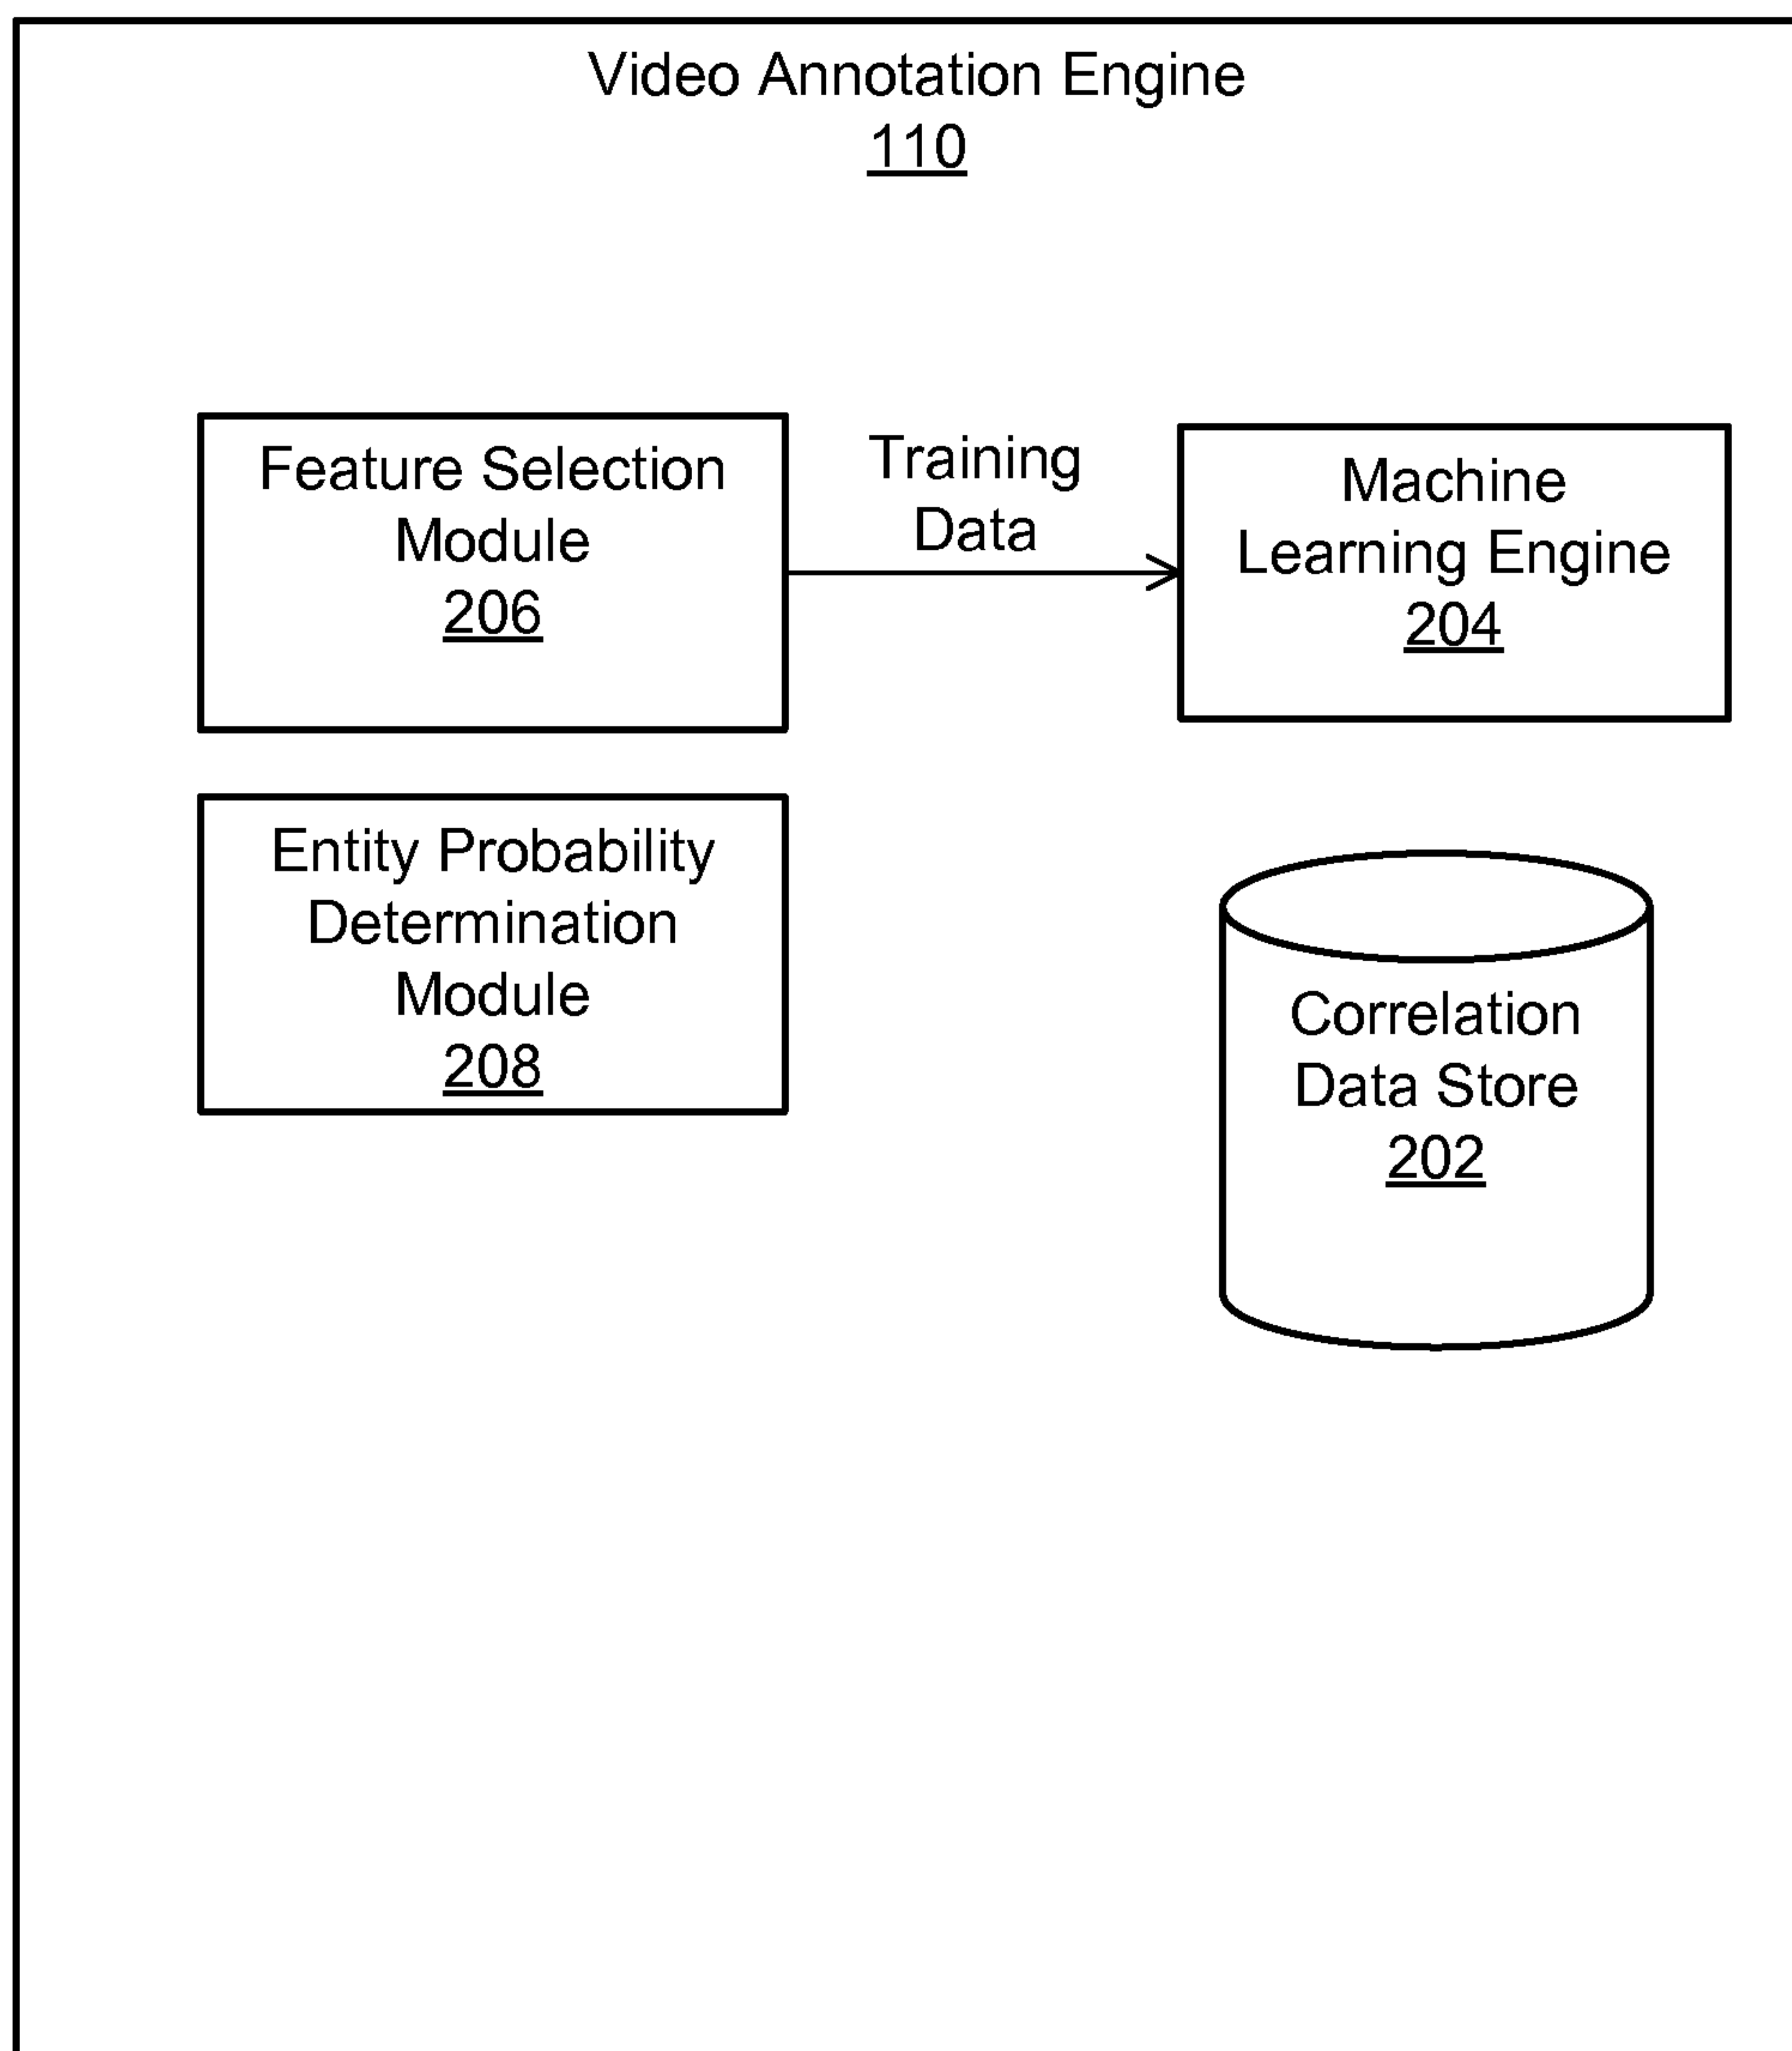 Video Annotation Engine
110
Feature Selection
Module
206
Training
Data
Machine
Learning Engine
204
Entity Probability
Determination
Module
208
Correlation
Data Store
202